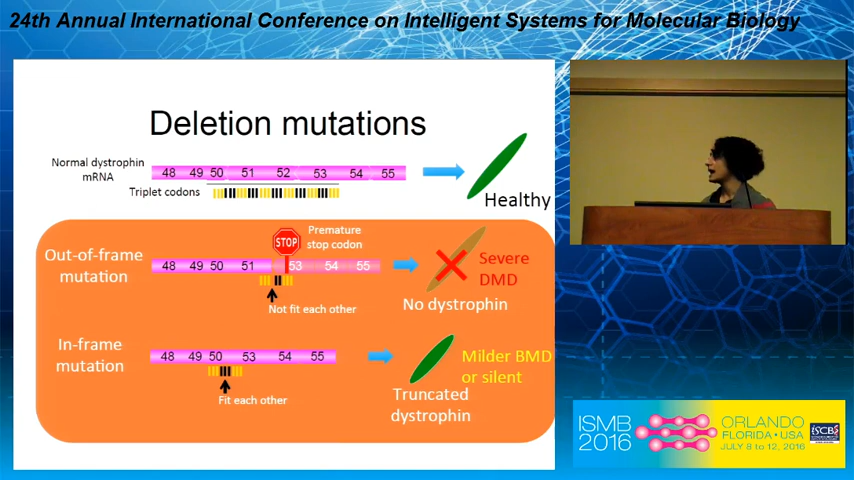 24th Annual International Conference on Intelligent Systems for Molecular Biology
Deletion mutations
Normal dystrophin
mRNA
48 49 50 51 52 53 54 55
Triplet codons
Healthy
Out-of-frame
mutation
STOP
Premature
stop codon
48 49 50 51 53 54 55
Not fit each other
Severe
DMD
No dystrophin
In-frame
mutation
48 49 50 53 54 55
Fit each other
Milder BMD
or silent
Truncated
dystrophin
ISMB
2016
ORLANDO
FLORIDA • USA
JULY 8 to 12, 2016
ISCB